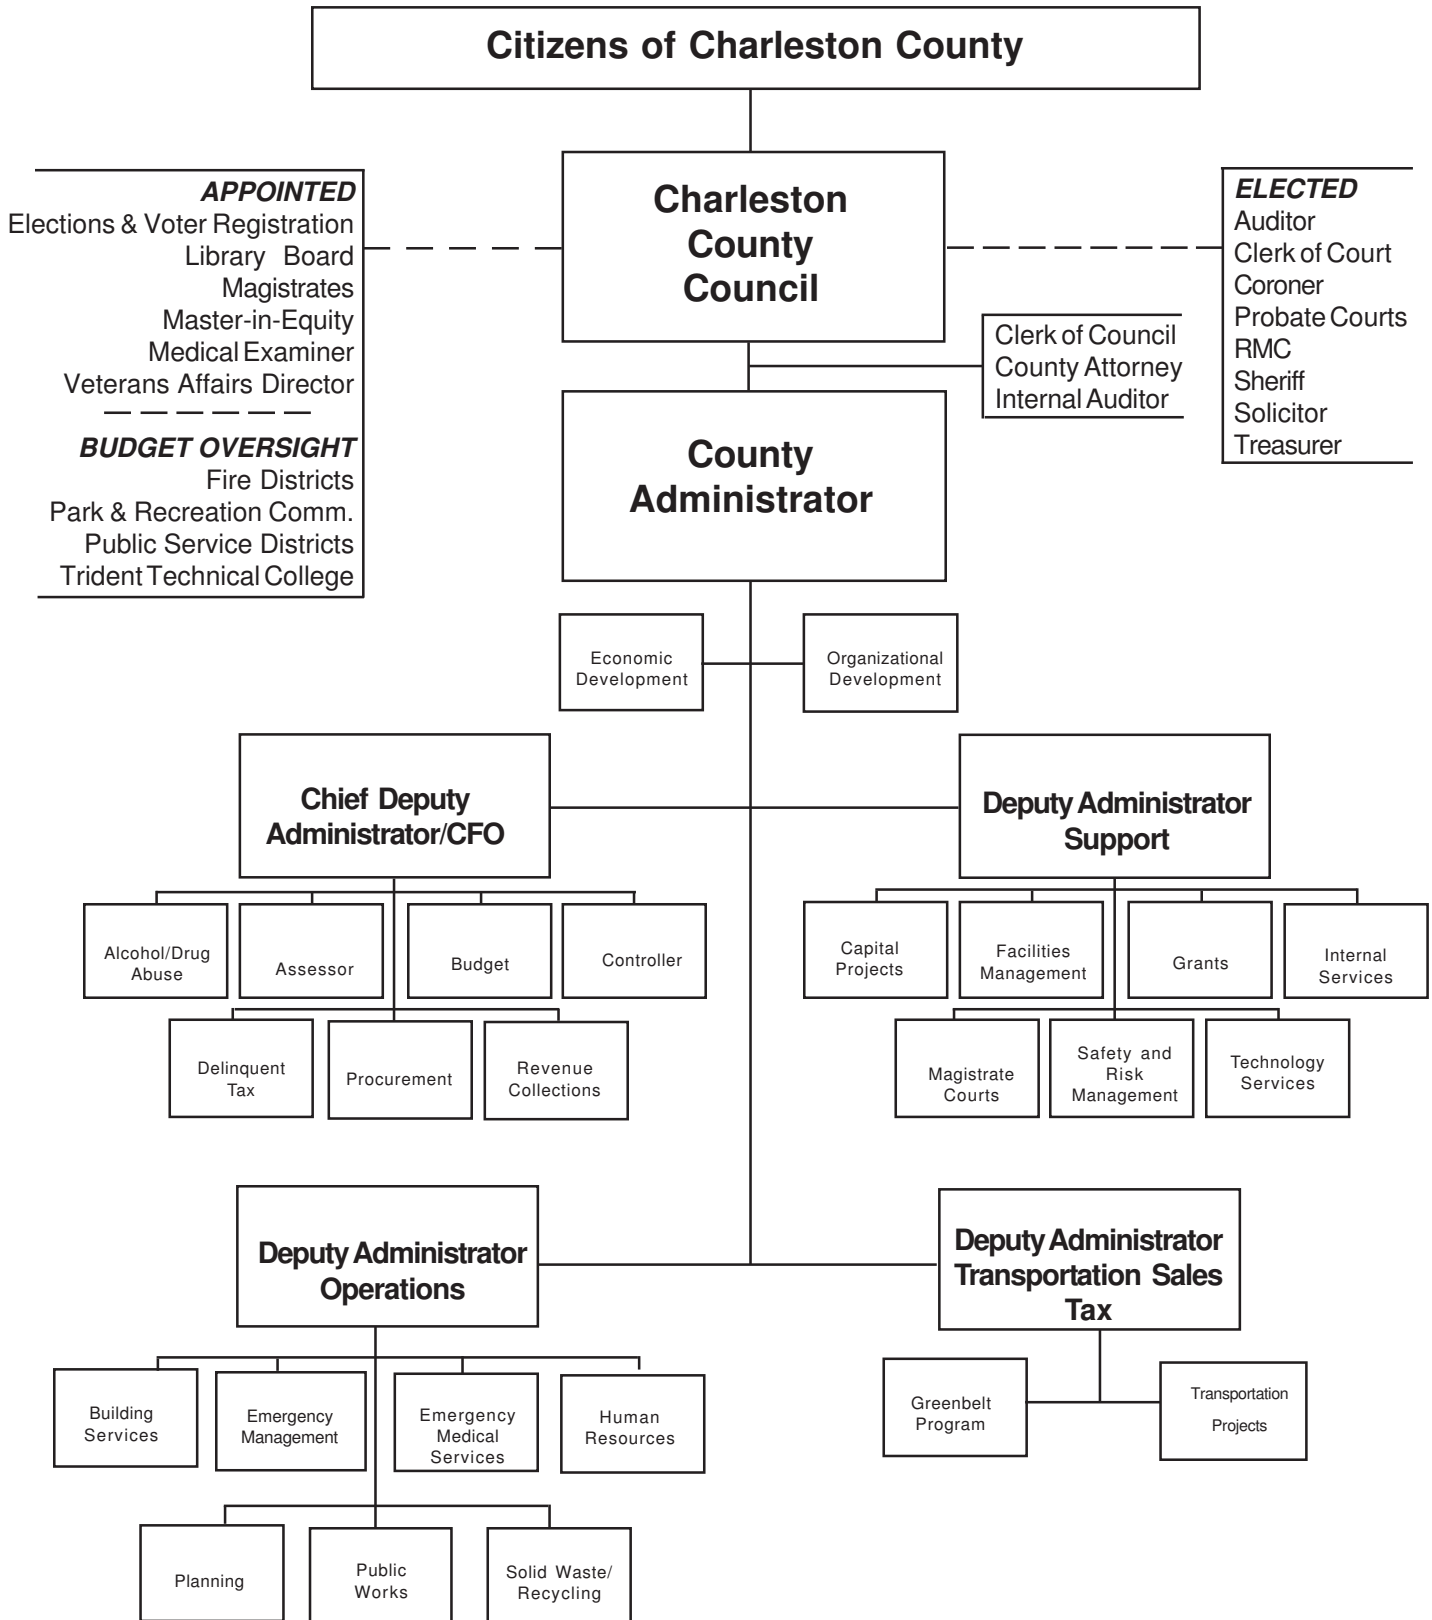 Citizens of Charleston County
APPOINTED
Elections & Voter Registration
Library Board
Magistrates
Master-in-Equity
Medical Examiner
Veterans Affairs Director
BUDGET OVERSIGHT
Fire Districts
Park & Recreation Comm.
Public Service Districts
Trident Technical College
Charleston
County
Council
ELECTED
Auditor
Clerk of Court
Coroner
Probate Courts
RMC
Sheriff
Solicitor
Treasurer
Clerk of Council
County Attorney
Internal Auditor
County
Administrator
Economic
Development
Organizational
Development
Chief Deputy
Administrator/CFO
Deputy Administrator
Support
Alcohol/Drug
Abuse
Assessor
Budget
Controller
Capital
Projects
Facilities
Management
Grants
Internal
Services
Delinquent
Tax
Procurement
Revenue
Collections
Magistrate
Courts
Safety and
Risk
Management
Technology
Services
Deputy Administrator
Operations
Deputy Administrator
Transportation Sales
Tax
Building
Services
Emergency
Management
Emergency
Medical
Services
Human
Resources
Greenbelt
Program
Transportation
Projects
Planning
Public
Works
Solid Waste/
Recycling